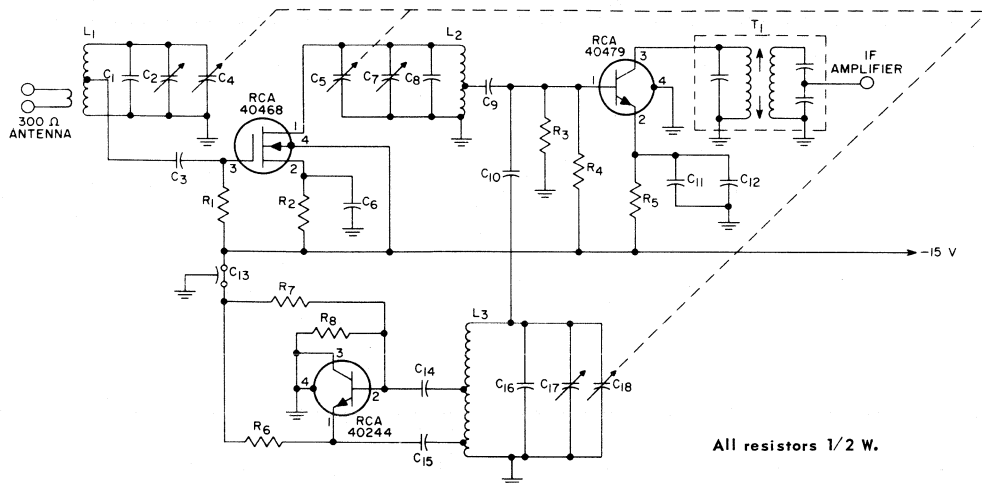 L1
C1
C2
C4
300 Ω
ANTENNA
C3
RCA
40468
1
4
3
2
R1
R2
C6
C5
C7
C8
L2
C9
C10
R3
R4
RCA
40479
3
4
2
R5
C11
C12
T1
IF
AMPLIFIER
-15 V
C13
R7
R8
3
4
2
1
RCA
40244
R6
C14
C15
L3
C16
C17
C18
All resistors 1/2 W.